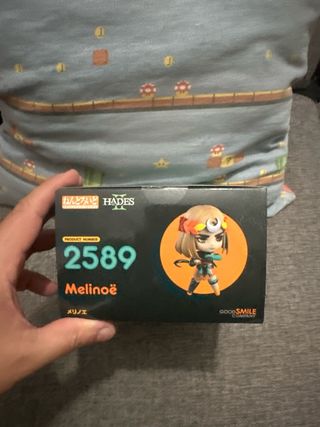 ねんどろいど
HADES II
PRODUCT NUMBER
2589
Melinoë
メリノエ
GOOD SMILE
COMPANY